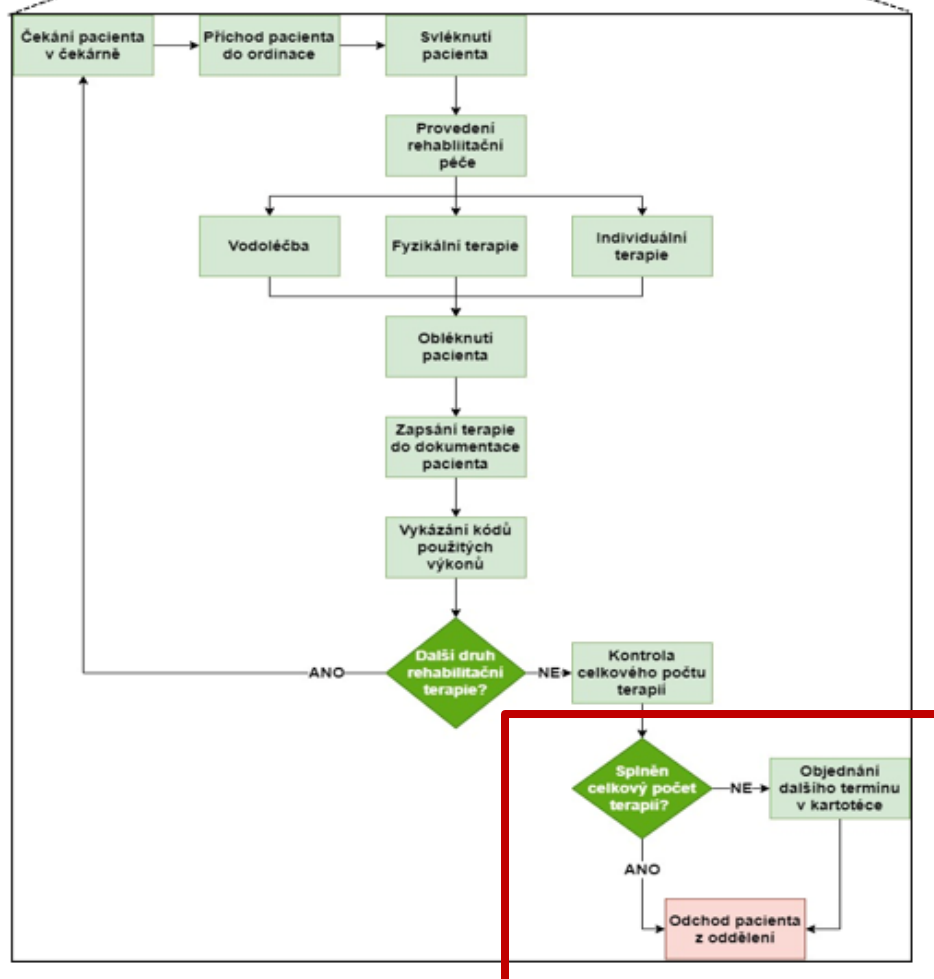 Čekání pacienta
v čekárně
Příchod pacienta
do ordinace
Svléknutí
pacienta
Provedení
rehabliitační
péče
Vodoléčba
Fyzikální terapie
Individuální
terapie
Obléknutí
pacienta
Zapsání terapie
do dokumentace
pacienta
Vykázání kódů
použitých
výkonů
Další druh
rehabilitační
terapie?
ANO
NE
Kontrola
celkového počtu
terapií
Splněn
celkový počet
terapií?
NE
Objednání
dalšího termínu
v kartotéce
ANO
Odchod pacienta
z oddělení